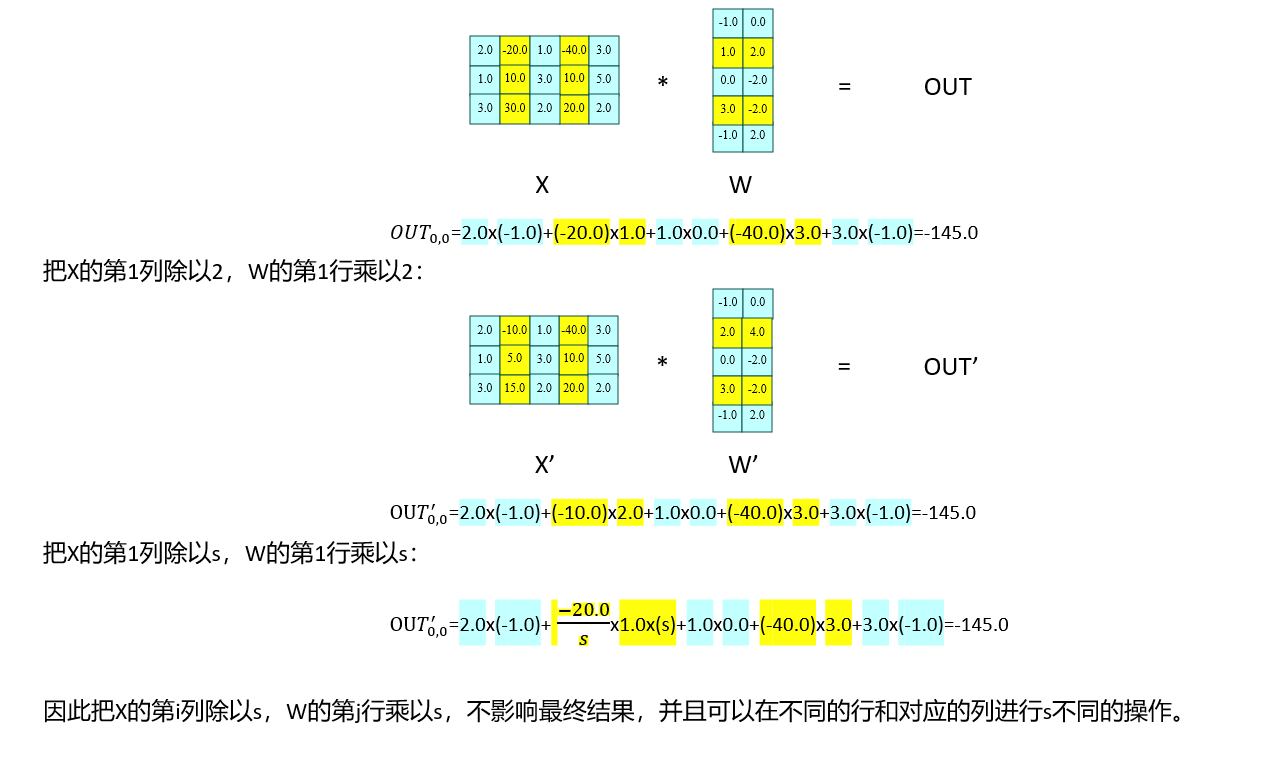 -1.0 0.0
2.0 -20.0 1.0 -40.0 3.0 1.0 2.0
1.0 10.0 3.0 10.0 5.0 * 0.0 -2.0 = OUT
3.0 30.0 2.0 20.0 2.0 3.0 -2.0
-1.0 2.0
X W
OUT0,0=2.0x(-1.0)+(-20.0)x1.0+1.0x0.0+(-40.0)x3.0+3.0x(-1.0)=-145.0
把X的第1列除以2，W的第1行乘以2：
-1.0 0.0
2.0 -10.0 1.0 -40.0 3.0 2.0 4.0
1.0 5.0 3.0 10.0 5.0 * 0.0 -2.0 = OUT’
3.0 15.0 2.0 20.0 2.0 3.0 -2.0
-1.0 2.0
X’ W’
OUT′0,0=2.0x(-1.0)+(-10.0)x2.0+1.0x0.0+(-40.0)x3.0+3.0x(-1.0)=-145.0
把X的第1列除以s，W的第1行乘以s：
OUT′0,0=2.0x(-1.0)+−20.0/s x1.0x(s)+1.0x0.0+(-40.0)x3.0+3.0x(-1.0)=-145.0
因此把X的第i列除以s，W的第j行乘以s，不影响最终结果，并且可以在不同的行和对应的列进行s不同的操作。